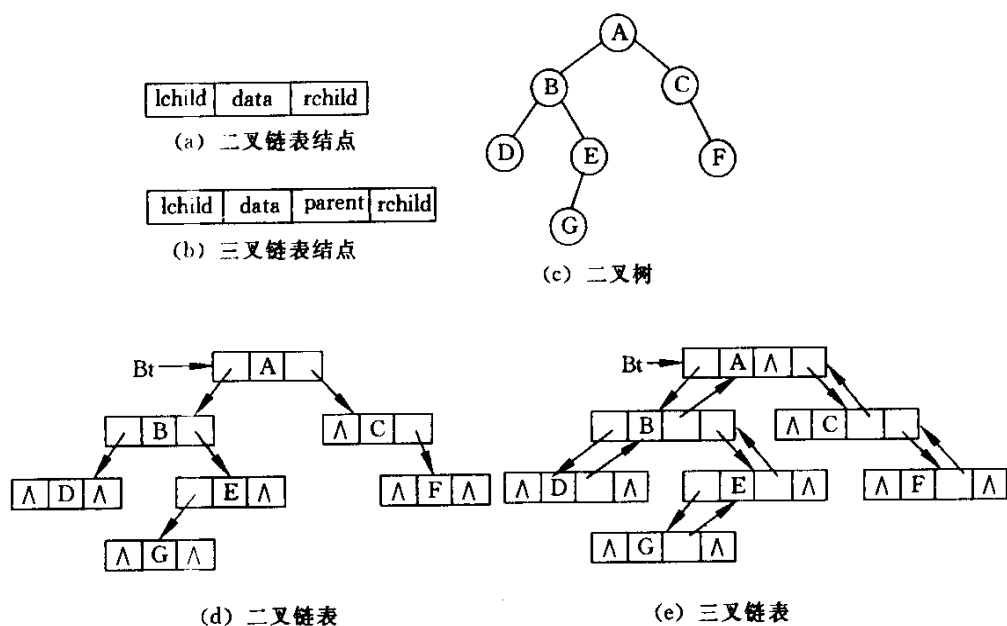 lchild data rchild
(a) 二叉链表结点
lchild data parent rchild
(b) 三叉链表结点
A
B C
D E F
G
(c) 二叉树
Bt A
B ∧ C
∧ D ∧ E ∧ ∧ F ∧
∧ G ∧
(d) 二叉链表
Bt A ∧
B ∧ C
∧ D ∧ E ∧ ∧ F ∧
∧ G ∧
(e) 三叉链表